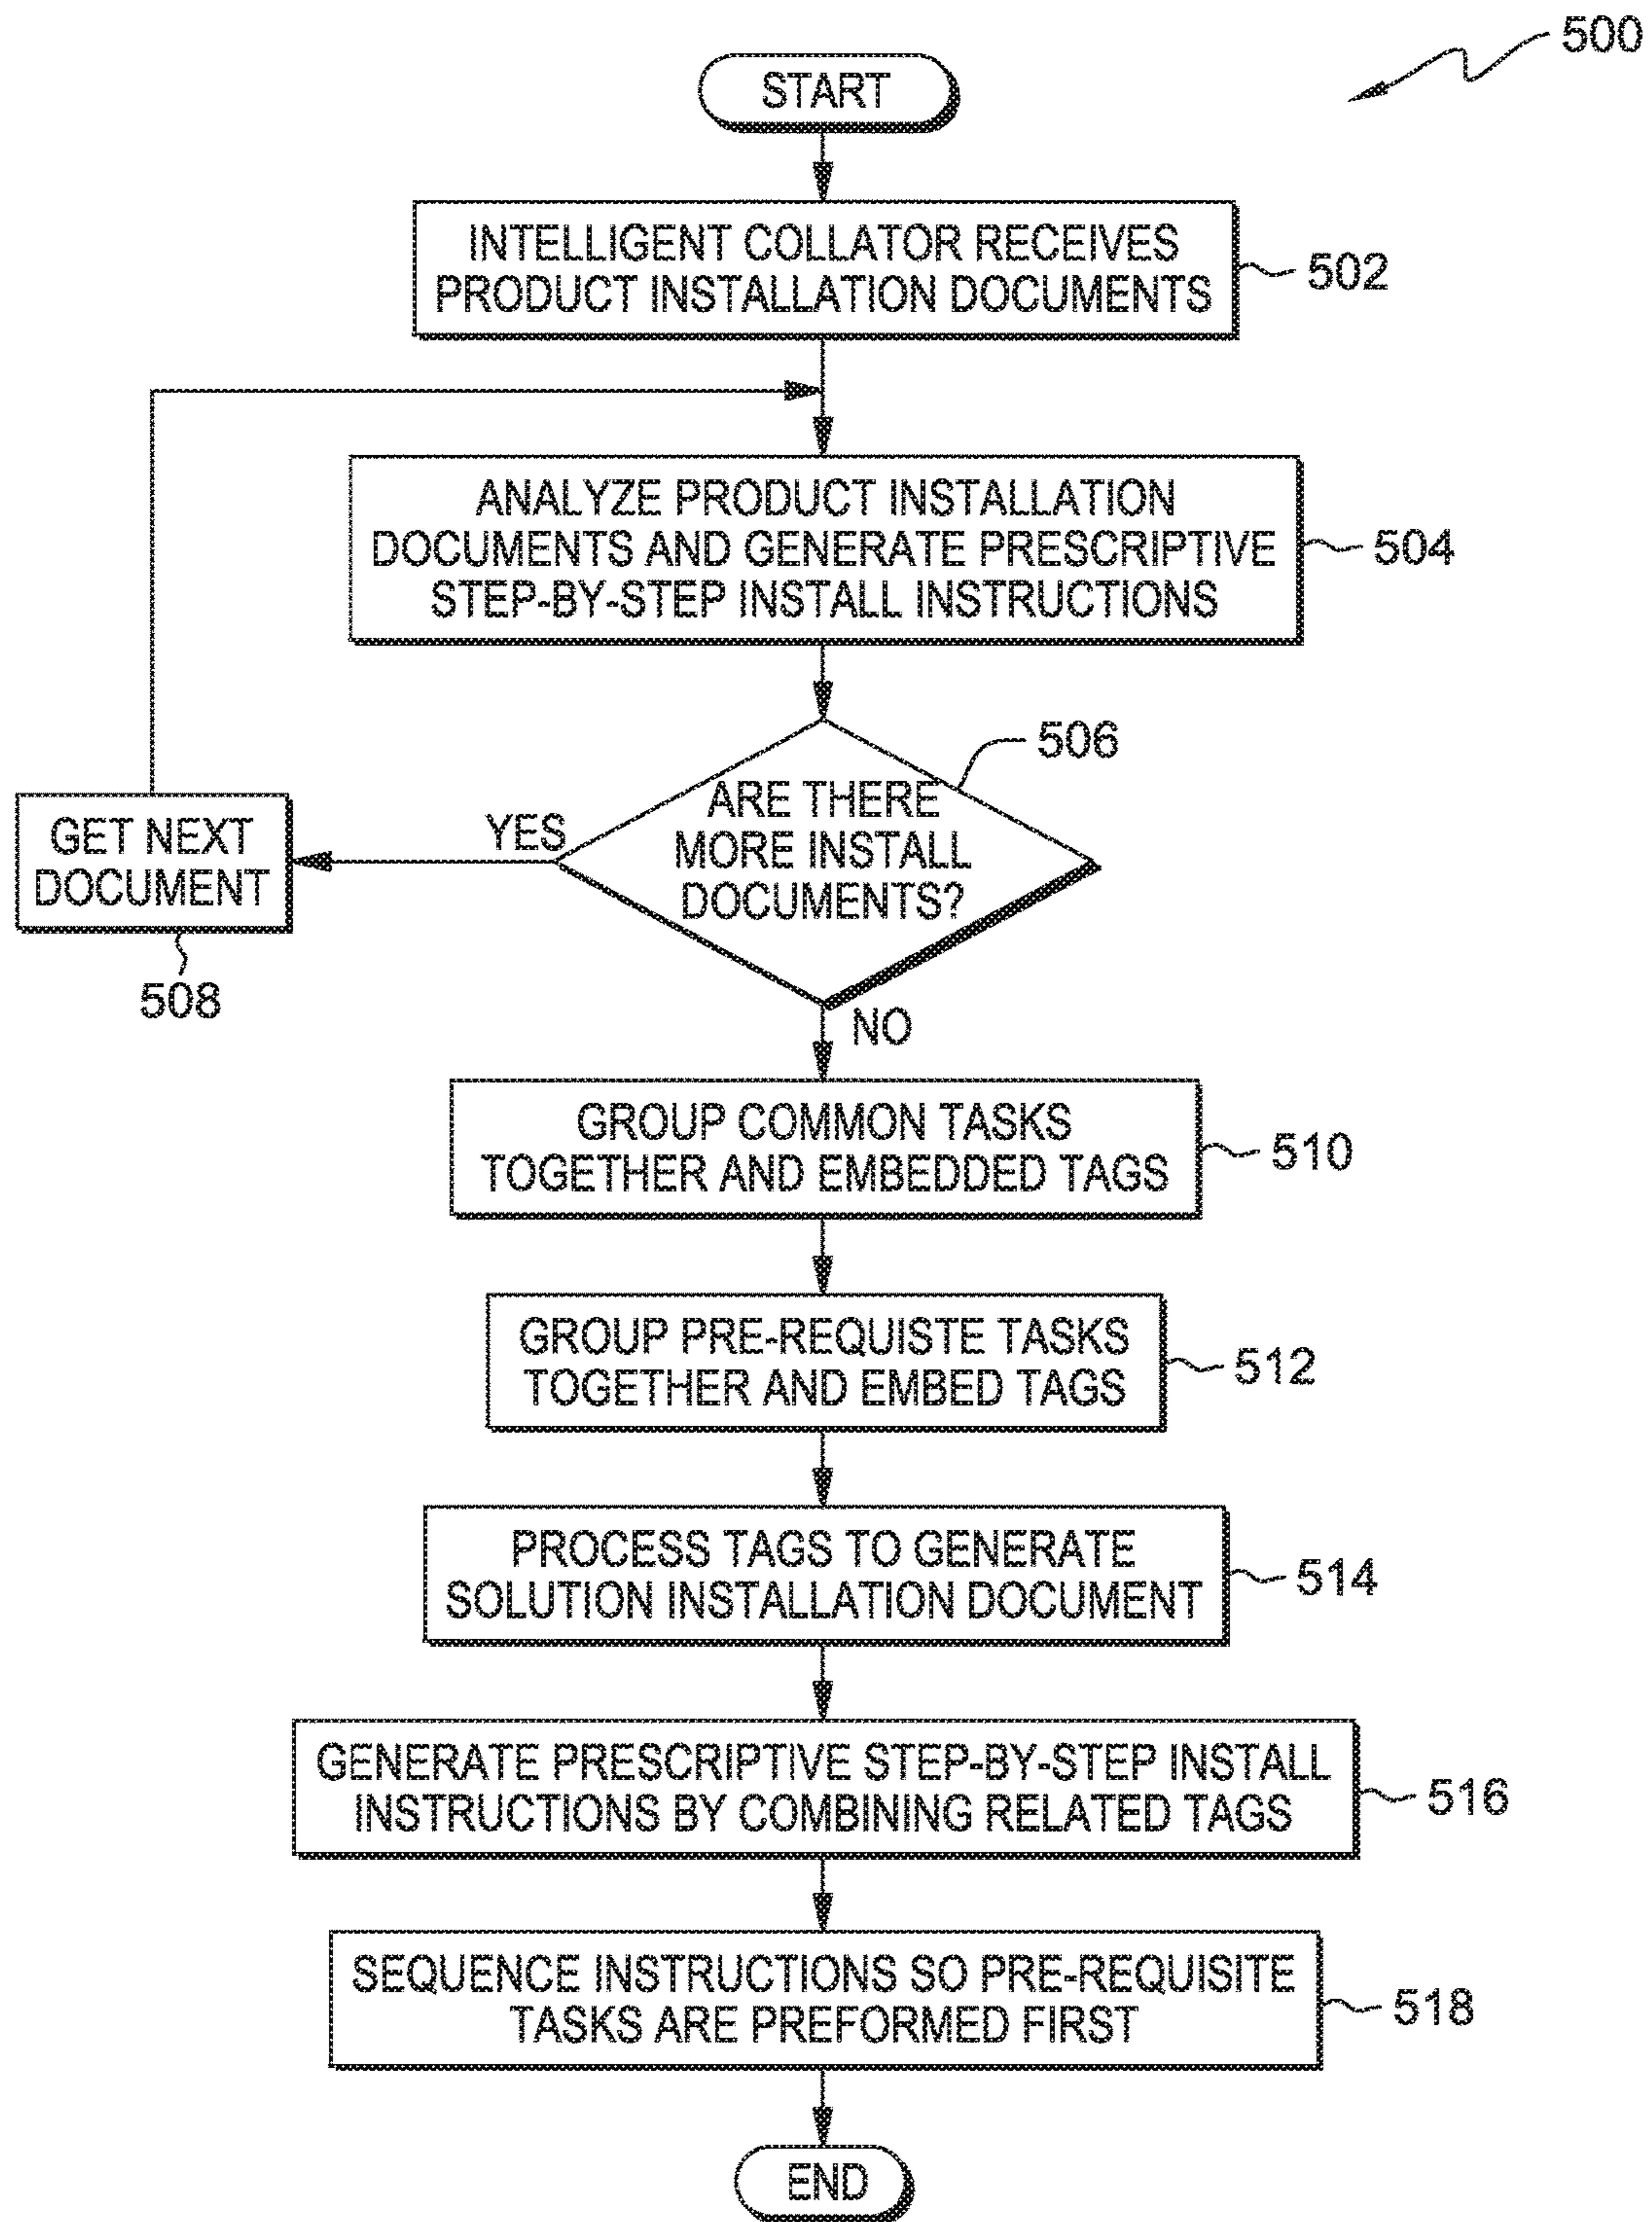 500
START
INTELLIGENT COLLATOR RECEIVES
PRODUCT INSTALLATION DOCUMENTS
502
ANALYZE PRODUCT INSTALLATION
DOCUMENTS AND GENERATE PRESCRIPTIVE
STEP-BY-STEP INSTALL INSTRUCTIONS
504
506
ARE THERE
MORE INSTALL
DOCUMENTS?
YES
GET NEXT
DOCUMENT
508
NO
GROUP COMMON TASKS
TOGETHER AND EMBEDDED TAGS
510
GROUP PRE-REQUISTE TASKS
TOGETHER AND EMBED TAGS
512
PROCESS TAGS TO GENERATE
SOLUTION INSTALLATION DOCUMENT
514
GENERATE PRESCRIPTIVE STEP-BY-STEP INSTALL
INSTRUCTIONS BY COMBINING RELATED TAGS
516
SEQUENCE INSTRUCTIONS SO PRE-REQUISITE
TASKS ARE PREFORMED FIRST
518
END